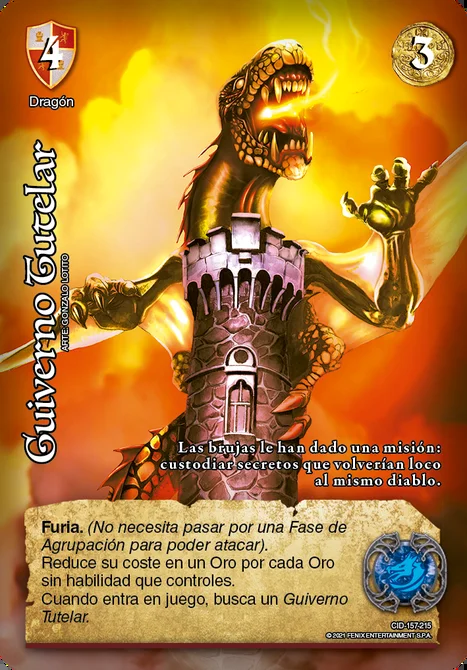 4
3
Dragón
Guiverno Tutelar
ARTE: GONZALO LOTITO
Las brujas le han dado una misión:
custodiar secretos que volverían loco
al mismo diablo.
Furia. (No necesita pasar por una Fase de
Agrupación para poder atacar).
Reduce su coste en un Oro por cada Oro
sin habilidad que controles.
Cuando entra en juego, busca un Guiverno
Tutelar.
CID-157-215
© 2021 FENIX ENTERTAINMENT S.P.A.